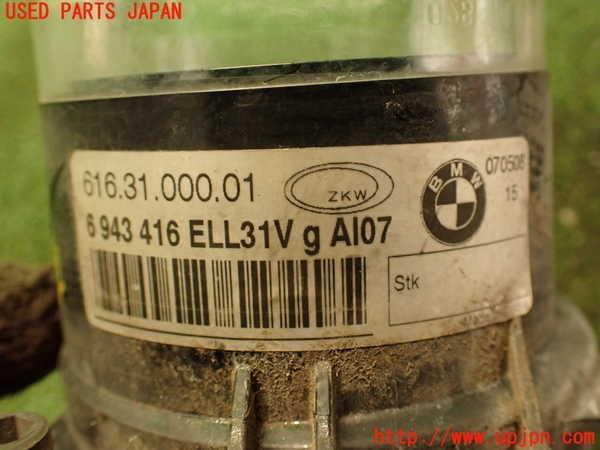 USED PARTS JAPAN
616.31.000.01
ZKW
BMW
070508
15
6 943 416 ELL31V g AI07
Stk
http://www.upjpn.com